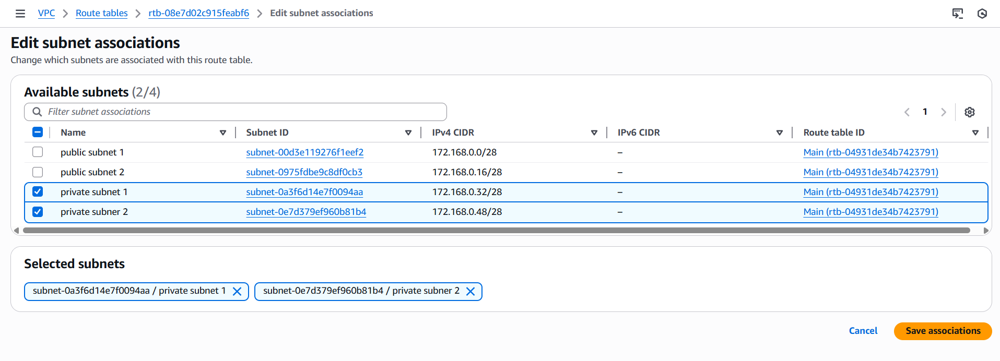 VPC > Route tables > rtb-08e7d02c915feabf6 > Edit subnet associations
Edit subnet associations
Change which subnets are associated with this route table.
Available subnets (2/4)
Filter subnet associations
1
Name Subnet ID IPv4 CIDR IPv6 CIDR Route table ID
public subnet 1 subnet-00d3e119276f1eef2 172.168.0.0/28 – Main (rtb-04931de34b7423791)
public subnet 2 subnet-0975fdbe9c8df0cb3 172.168.0.16/28 – Main (rtb-04931de34b7423791)
private subnet 1 subnet-0a3f6d14e7f0094aa 172.168.0.32/28 – Main (rtb-04931de34b7423791)
private subner 2 subnet-0e7d379ef960b81b4 172.168.0.48/28 – Main (rtb-04931de34b7423791)
Selected subnets
subnet-0a3f6d14e7f0094aa / private subnet 1 subnet-0e7d379ef960b81b4 / private subner 2
Cancel Save associations